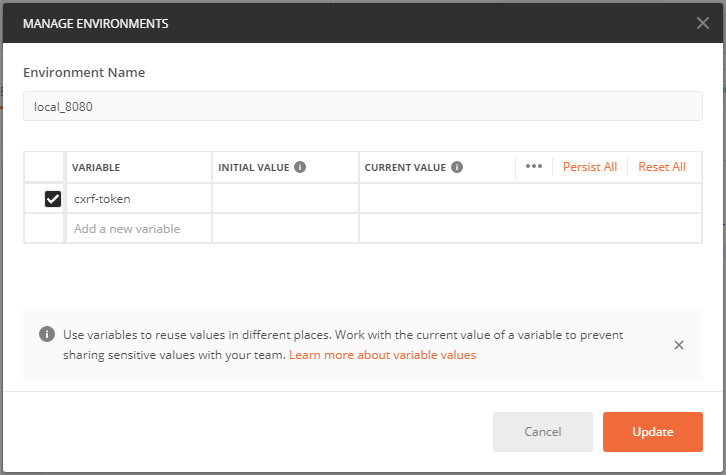 MANAGE ENVIRONMENTS
Environment Name
local_8080
VARIABLE INITIAL VALUE CURRENT VALUE Persist All Reset All
cxrf-token
Add a new variable
Use variables to reuse values in different places. Work with the current value of a variable to prevent
sharing sensitive values with your team. Learn more about variable values
Cancel Update